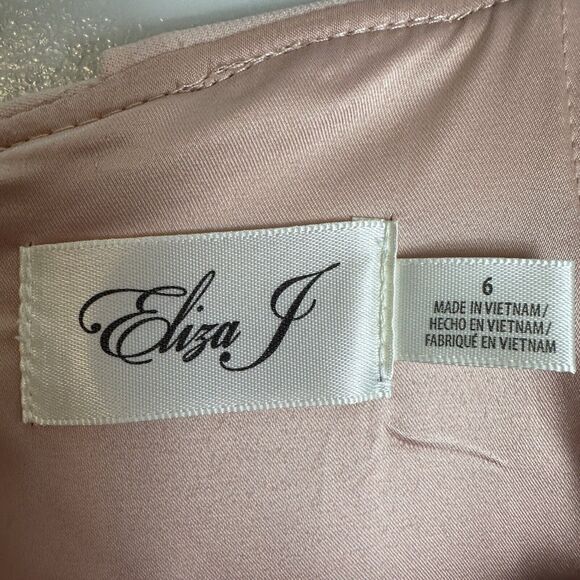 Eliza J
6
MADE IN VIETNAM/
HECHO EN VIETNAM/
FABRIQUÉ EN VIETNAM